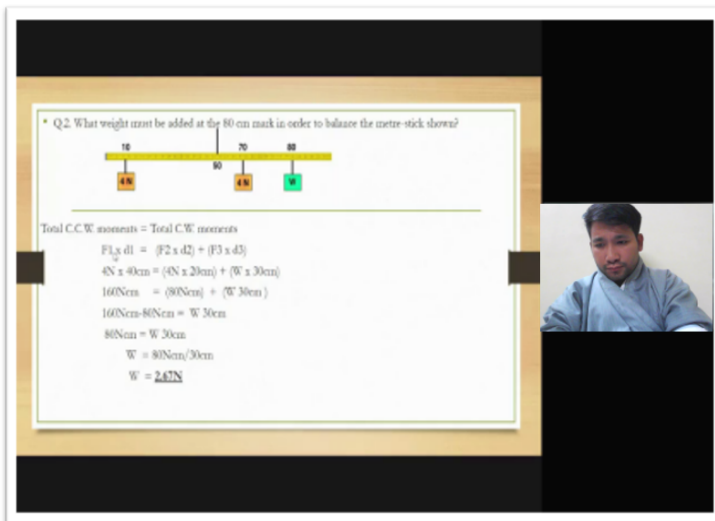 • Q.2. What weight must be added at the 80 cm mark in order to balance the metre-stick shown?
10 70 80
50
4N 4N W
Total C.C.W. moments = Total C.W. moments
F1 x d1 = (F2 x d2) + (F3 x d3)
4N x 40cm = (4N x 20cm) + (W x 30cm)
160Ncm = (80Ncm) + (W 30cm )
160Ncm-80Ncm = W 30cm
80Ncm = W 30cm
W = 80Ncm/30cm
W = 2.67N